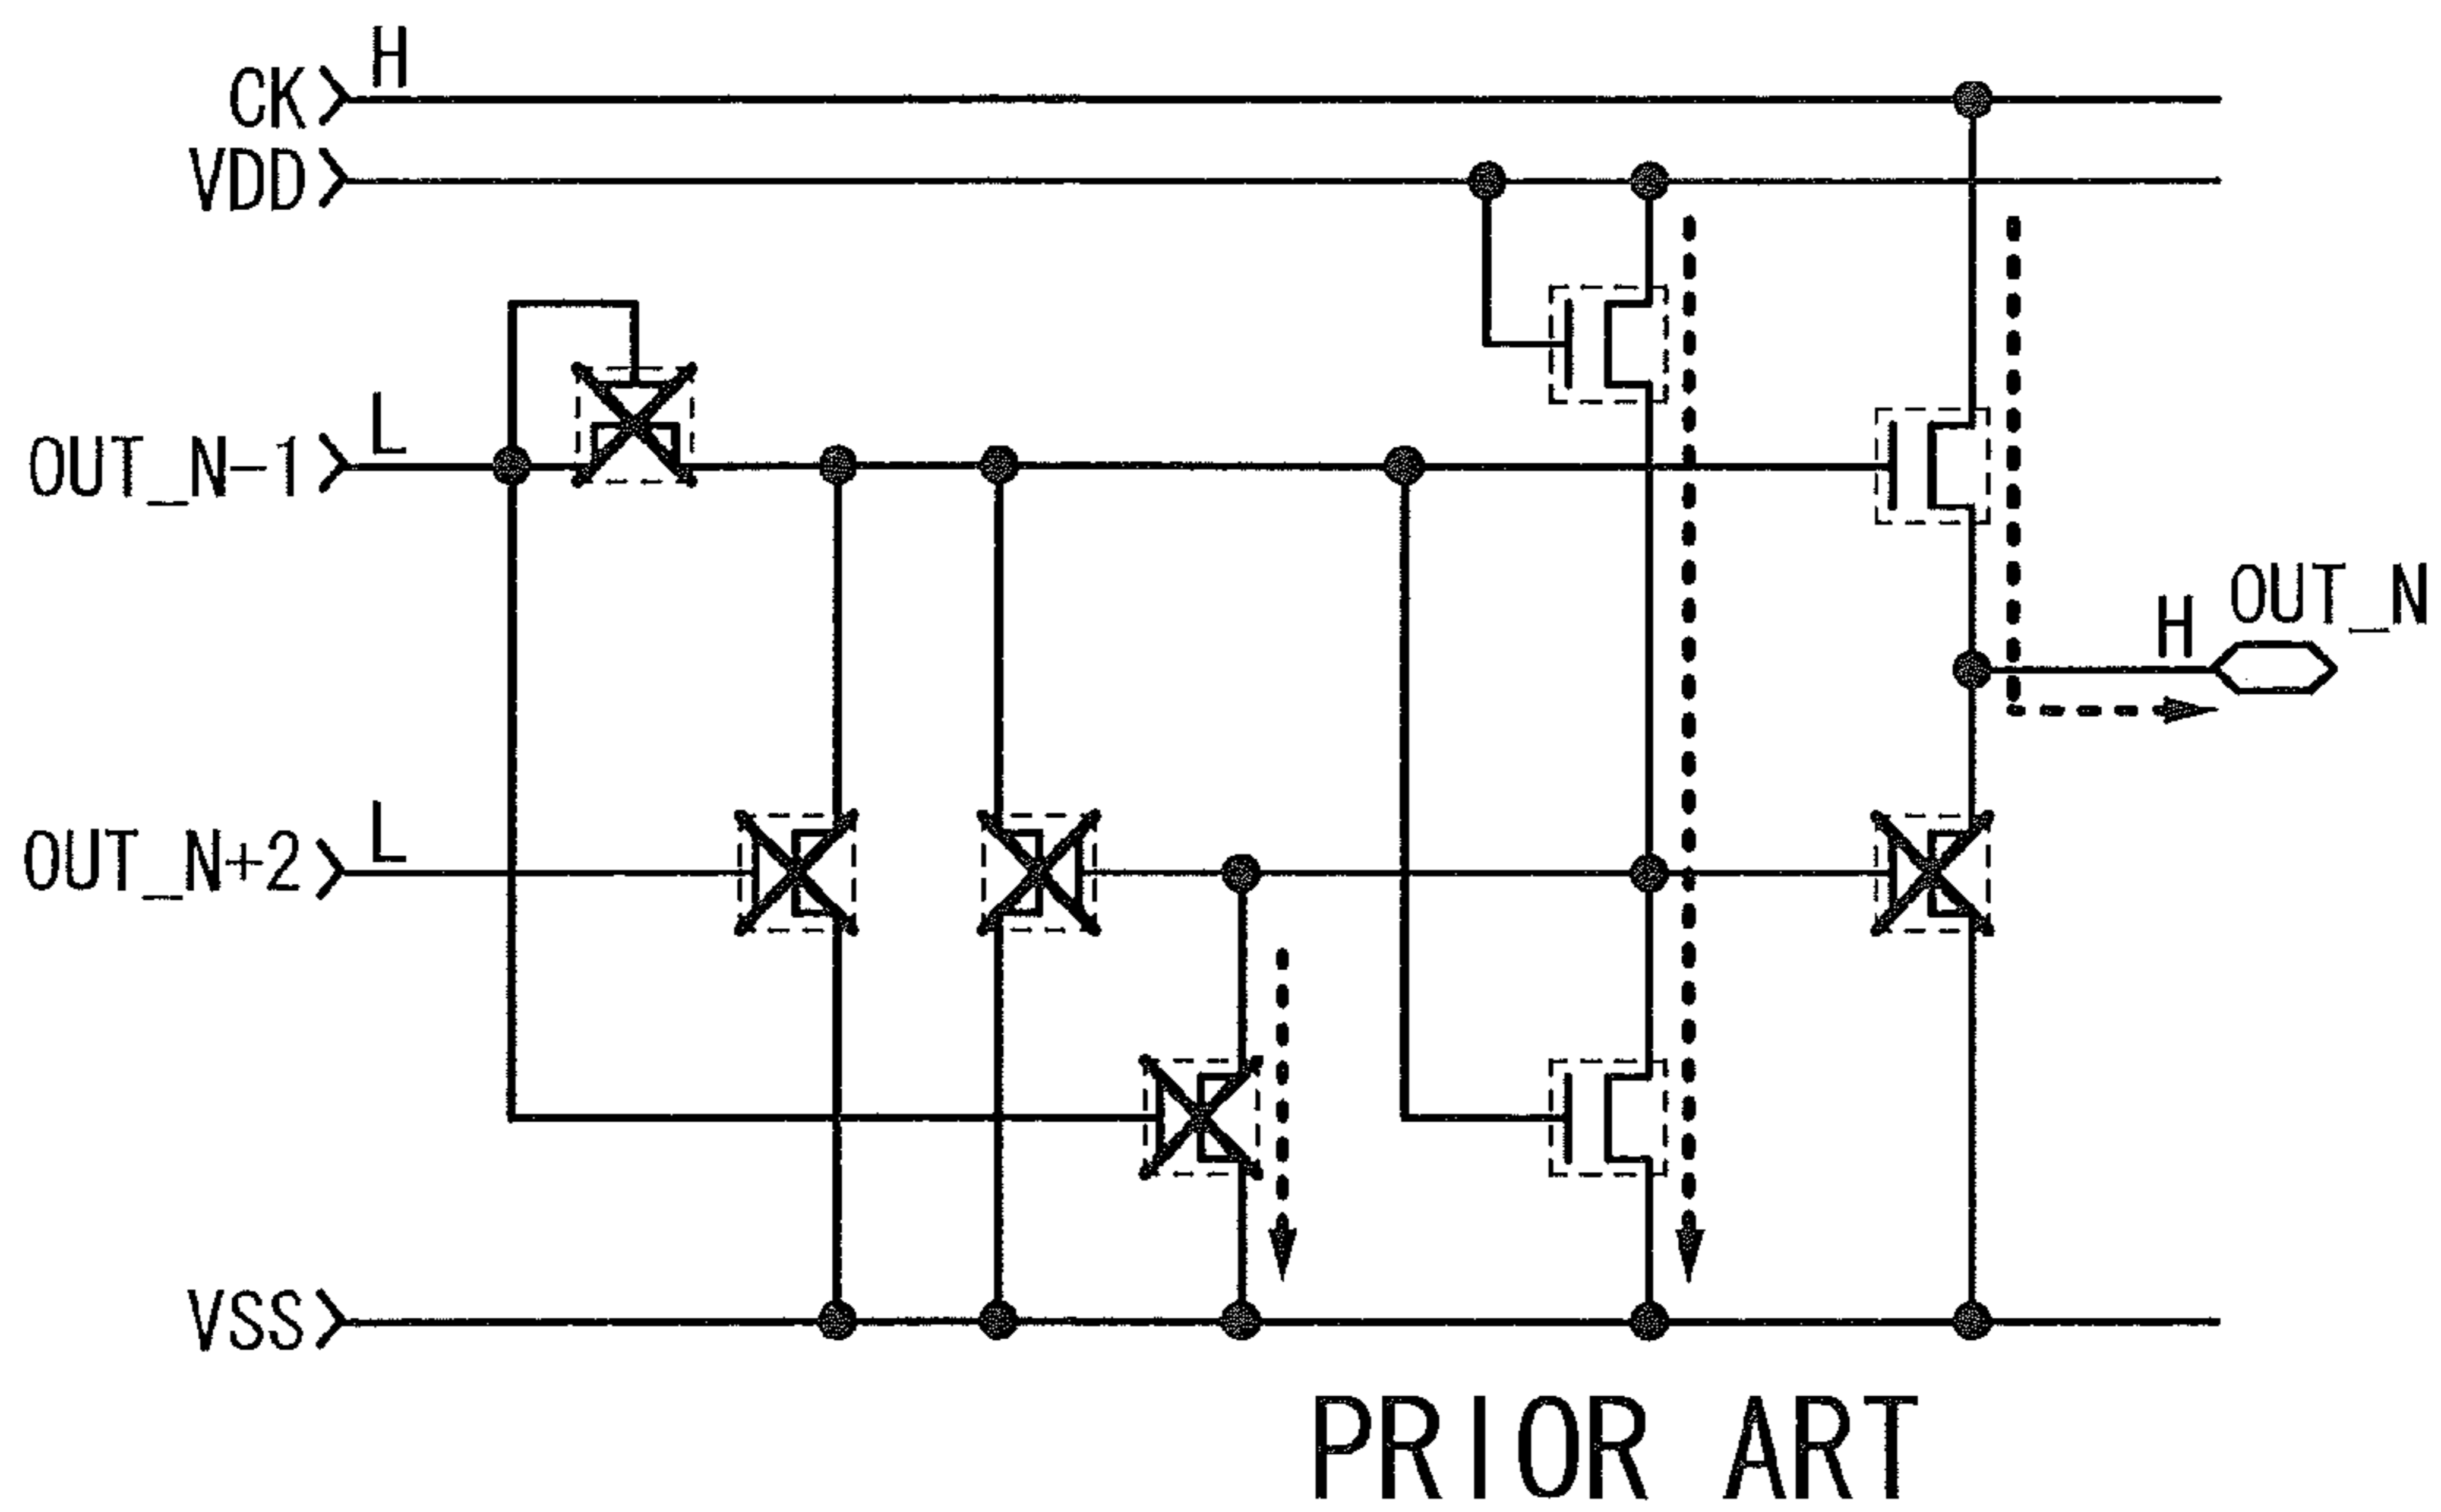 H
CK
VDD
L
OUT_N-1
OUT_N
H
L
OUT_N+2
VSS
PRIOR ART